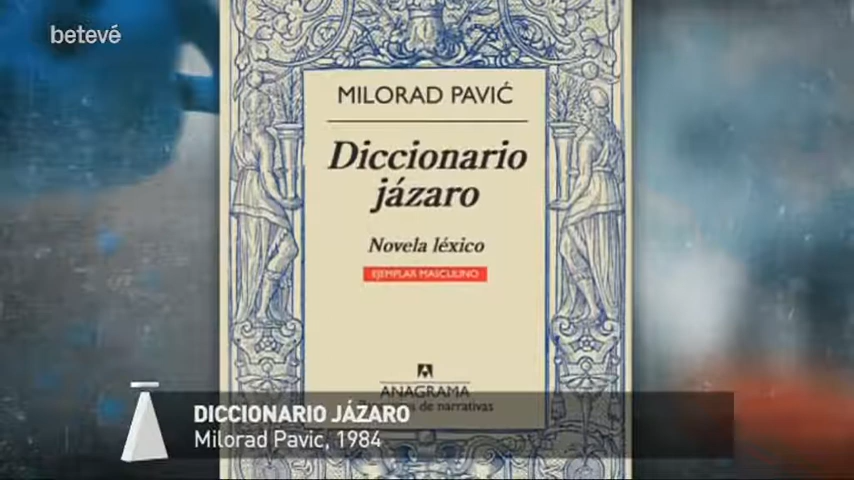 betevé
MILORAD PAVIĆ
Diccionario
jázaro
Novela léxico
EJEMPLAR MASCULINO
ANAGRAMA
de narrativas
DICCIONARIO JÁZARO
Milorad Pavic, 1984